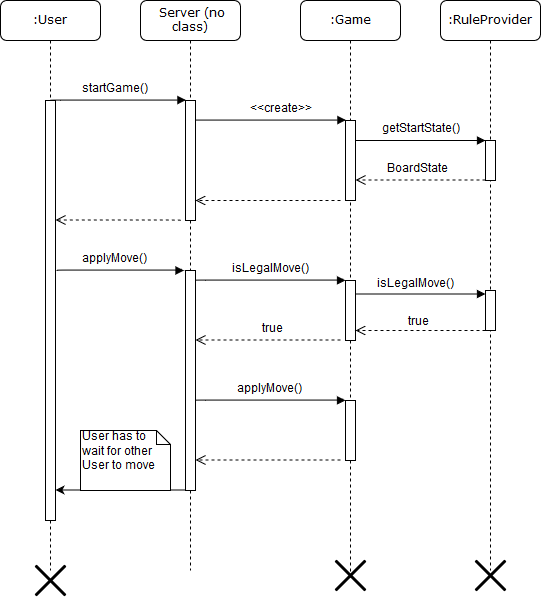 :User
Server (no
class)
:Game
:RuleProvider
startGame()
<<create>>
getStartState()
BoardState
applyMove()
isLegalMove()
isLegalMove()
true
true
applyMove()
User has to
wait for other
User to move